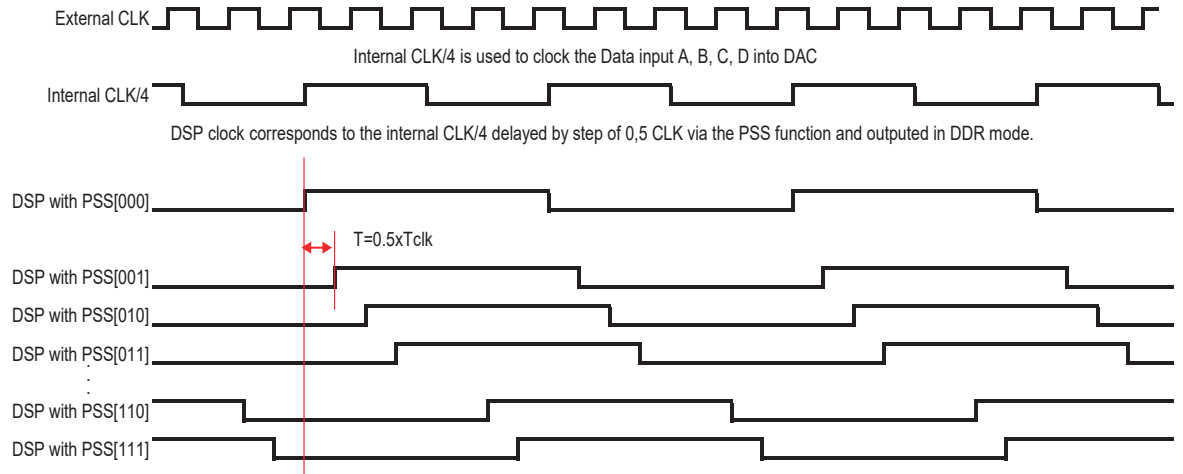 External CLK
Internal CLK/4 is used to clock the Data input A, B, C, D into DAC
Internal CLK/4
DSP clock corresponds to the internal CLK/4 delayed by step of 0,5 CLK via the PSS function and outputed in DDR mode.
DSP with PSS[000]
T=0.5xTclk
DSP with PSS[001]
DSP with PSS[010]
DSP with PSS[011]
.
.
.
DSP with PSS[110]
DSP with PSS[111]